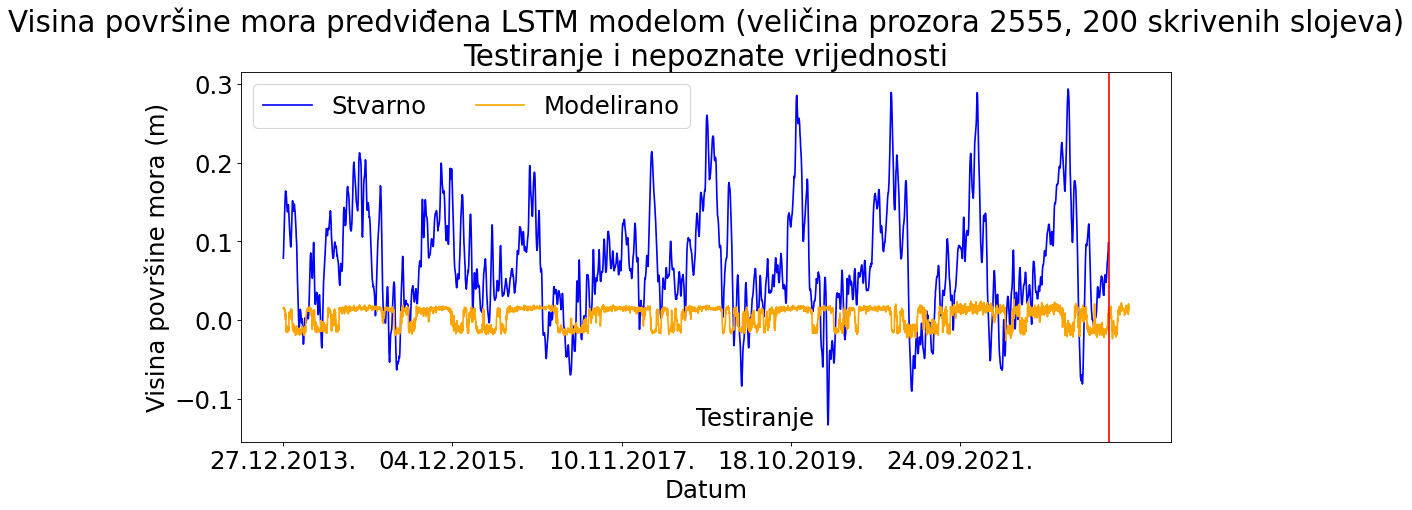 Visina površine mora predviđena LSTM modelom (veličina prozora 2555, 200 skrivenih slojeva)
Testiranje i nepoznate vrijednosti
Stvarno
Modelirano
Visina površine mora (m)
0.3
0.2
0.1
0.0
−0.1
Testiranje
27.12.2013.
04.12.2015.
10.11.2017.
18.10.2019.
24.09.2021.
Datum